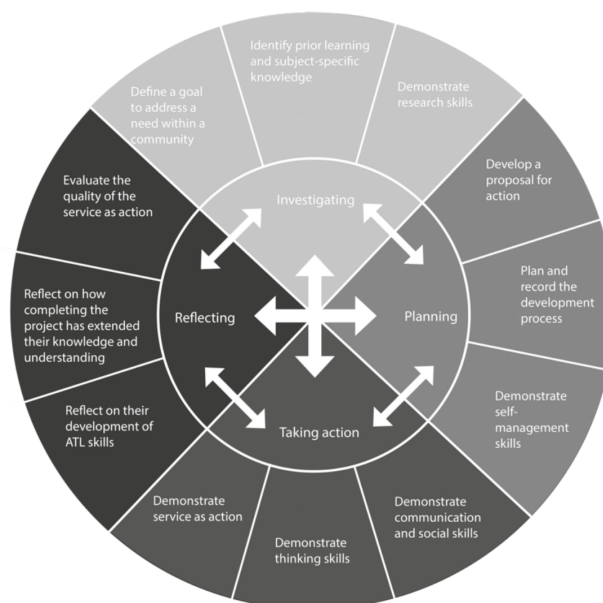 Identify prior learning
and subject-specific
knowledge
Define a goal
to address a
need within a
community
Demonstrate
research skills
Evaluate the
quality of the
service as action
Develop a
proposal for
action
Investigating
Reflect on how
completing the
project has extended
their knowledge and
understanding
Reflecting
Planning
Plan and
record the
development
process
Reflect on their
development of
ATL skills
Taking action
Demonstrate
self-
management
skills
Demonstrate
service as action
Demonstrate
thinking skills
Demonstrate
communication
and social skills